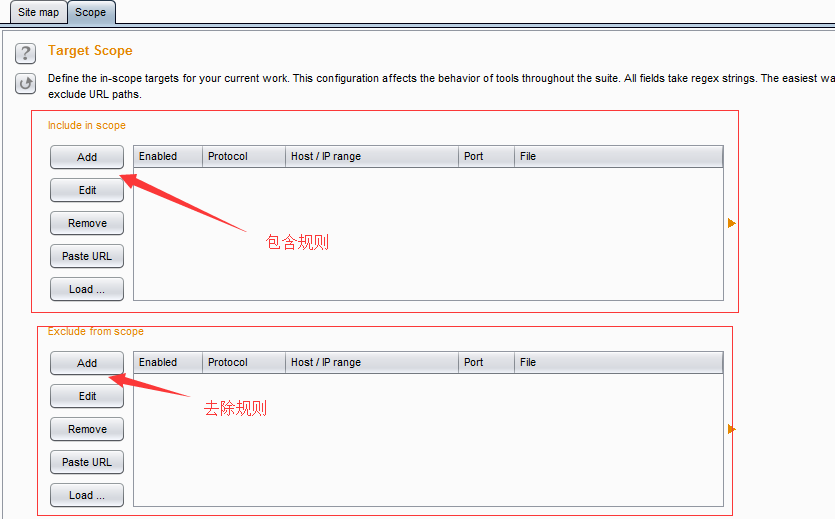 Site map Scope
Target Scope
Define the in-scope targets for your current work. This configuration affects the behavior of tools throughout the suite. All fields take regex strings. The easiest wa
exclude URL paths.
Include in scope
Add Enabled Protocol Host / IP range Port File
Edit
Remove
包含规则
Paste URL
Load ...
Exclude from scope
Add Enabled Protocol Host / IP range Port File
Edit
去除规则
Remove
Paste URL
Load ...